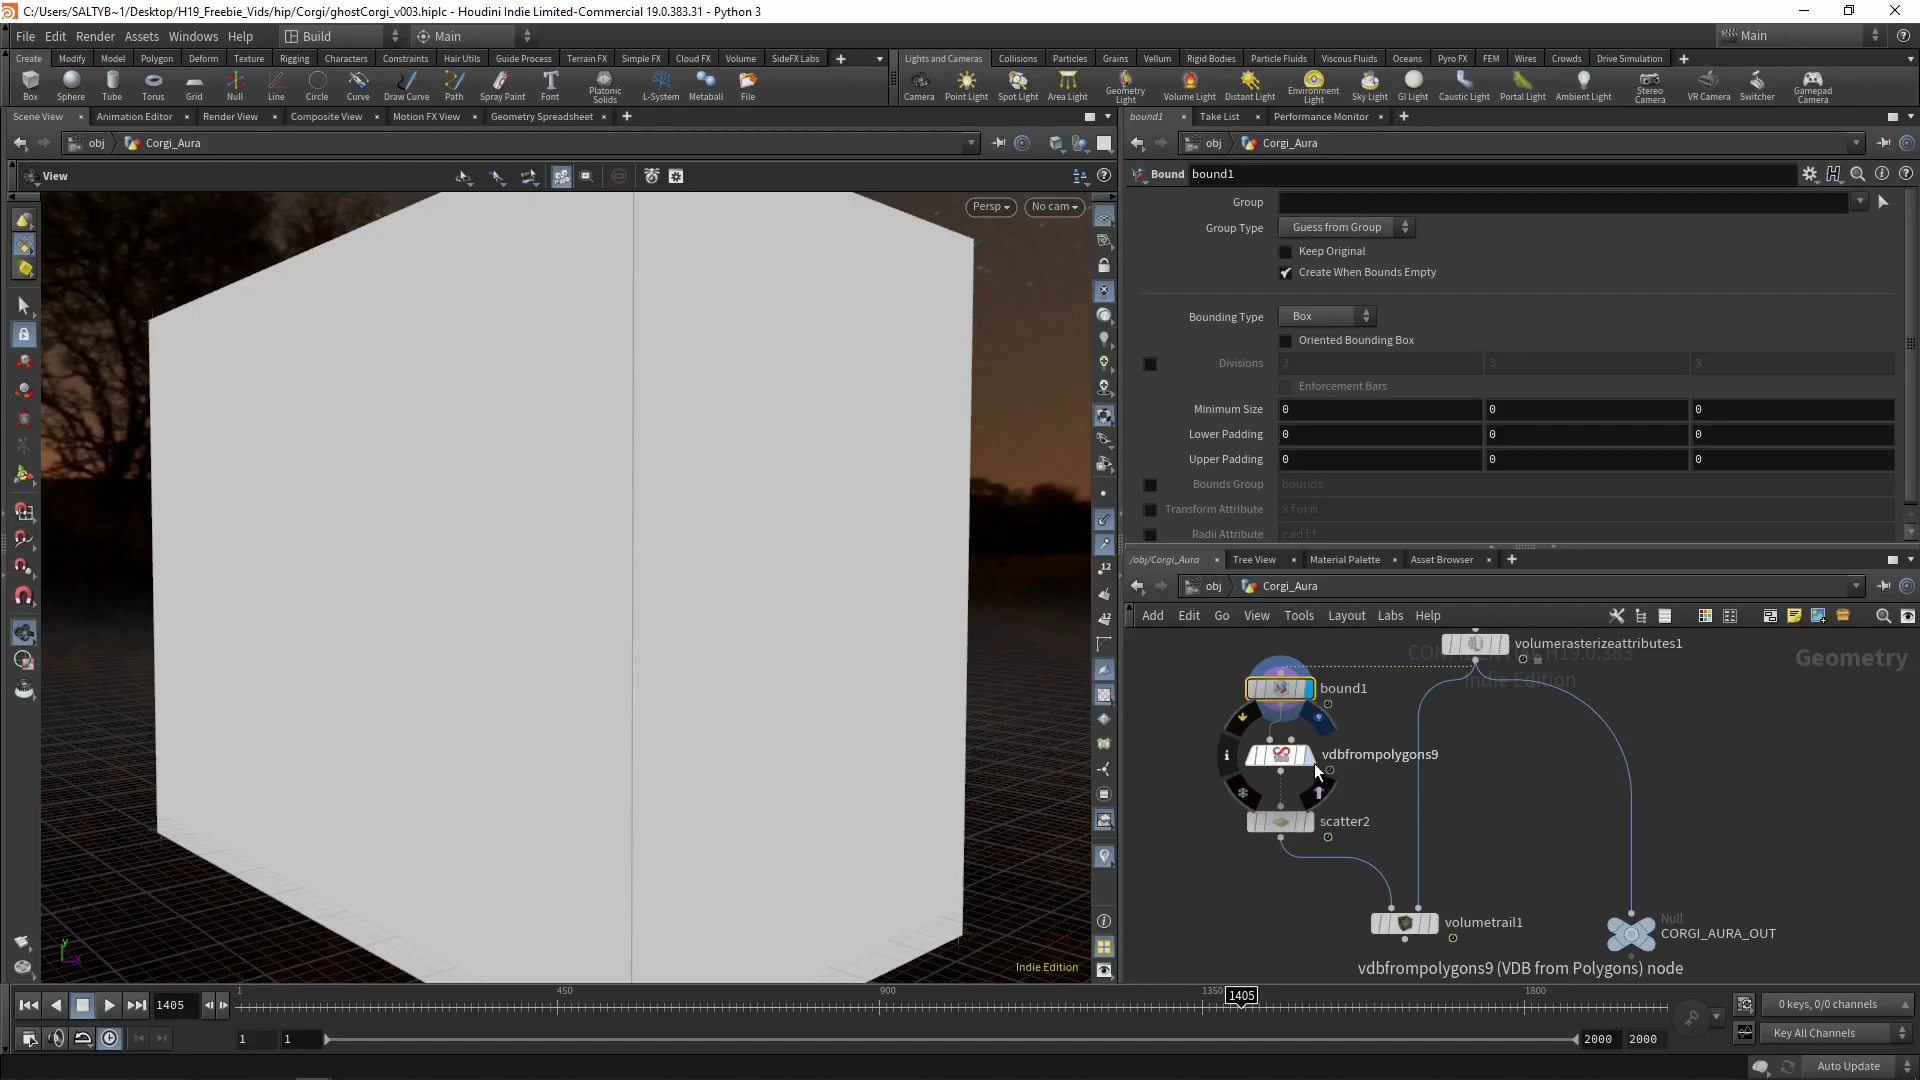 C:/Users/SALTYB~1/Desktop/H19_Freebie_Vids/hip/Corgi/ghostCorgi_v003.hiplc - Houdini Indie Limited-Commercial 19.0.383.31 - Python 3
File Edit Render Assets Windows Help Build Main Main
Create Modify Model Polygon Deform Texture Rigging Characters Constraints Hair Utils Guide Process Terrain FX Simple FX Cloud FX Volume SideFX Labs
Lights and Cameras Collisions Particles Grains Vellum Rigid Bodies Particle Fluids Viscous Fluids Oceans Pyro FX FEM Wires Crowds Drive Simulation
Box Sphere Tube Torus Grid Null Line Circle Curve Draw Curve Path Spray Paint Font Platonic Solids L-System Metaball File
Camera Point Light Spot Light Area Light Geometry Light Volume Light Distant Light Environment Light Sky Light GI Light Caustic Light Portal Light Ambient Light Stereo Camera VR Camera Switcher Gamepad Camera
Scene View Animation Editor Render View Composite View Motion FX View Geometry Spreadsheet
bound1 Take List Performance Monitor
obj Corgi_Aura
obj Corgi_Aura
View
Persp No cam
Bound bound1
Group
Group Type Guess from Group
Keep Original
Create When Bounds Empty
Bounding Type Box
Oriented Bounding Box
Divisions 3 3 3
Enforcement Bars
Minimum Size 0 0 0
Lower Padding 0 0 0
Upper Padding 0 0 0
Bounds Group bounds
Transform Attribute xform
Radii Attribute radii
/obj/Corgi_Aura Tree View Material Palette Asset Browser
obj Corgi_Aura
Add Edit Go View Tools Layout Labs Help
volumerasterizeattributes1
CONFIDENTIAL H19.0.383
Indie Edition
Geometry
bound1
vdbfrompolygons9
scatter2
volumetrail1
Null
CORGI_AURA_OUT
vdbfrompolygons9 (VDB from Polygons) node
Indie Edition
1405 1 450 900 1350 1405 1800
0 keys, 0/0 channels
1 1 2000 2000
Key All Channels
Auto Update